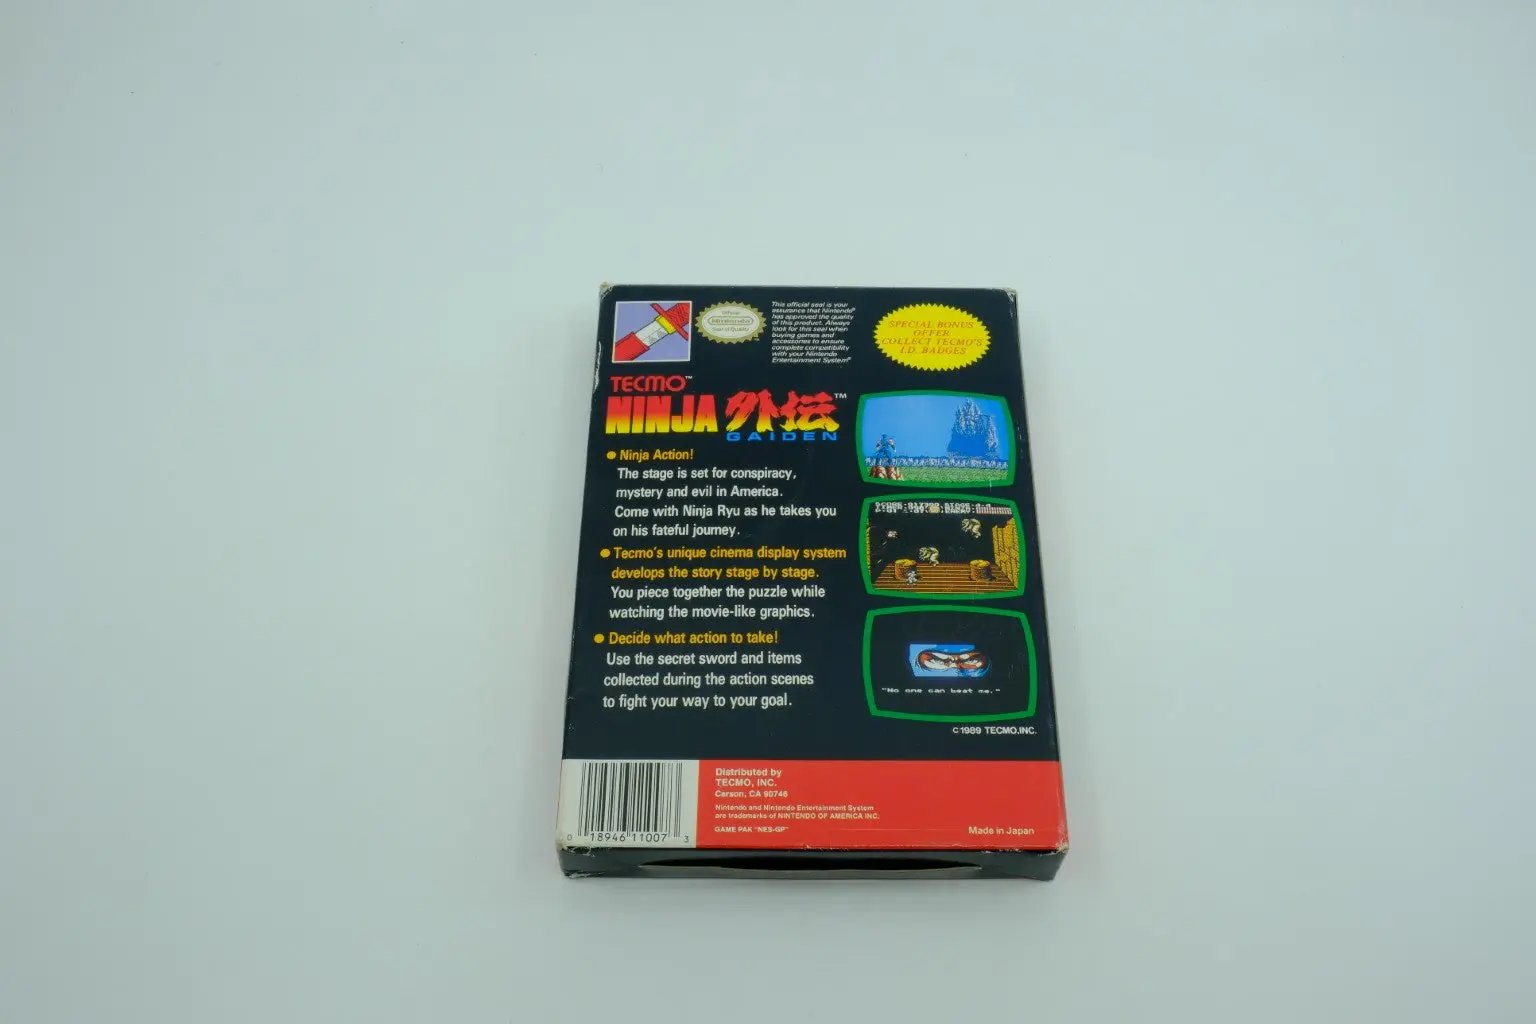 Official
Nintendo
Seal of Quality
This official seal is your
assurance that Nintendo®
has approved the quality
of this product. Always
look for this seal when
buying games and
accessories to ensure
complete compatibility
with your Nintendo
Entertainment System®
SPECIAL BONUS
OFFER
COLLECT TECMO'S
I.D. BADGES
TECMO™
NINJA 外伝™
GAIDEN
● Ninja Action!
The stage is set for conspiracy,
mystery and evil in America.
Come with Ninja Ryu as he takes you
on his fateful journey.
● Tecmo's unique cinema display system
develops the story stage by stage.
You piece together the puzzle while
watching the movie-like graphics.
● Decide what action to take!
Use the secret sword and items
collected during the action scenes
to fight your way to your goal.
"No one can beat me."
©1989 TECMO,INC.
0 18946 11007 3
Distributed by
TECMO, INC.
Carson, CA 90746
Nintendo and Nintendo Entertainment System
are trademarks of NINTENDO OF AMERICA INC.
GAME PAK "NES-GP"
Made in Japan